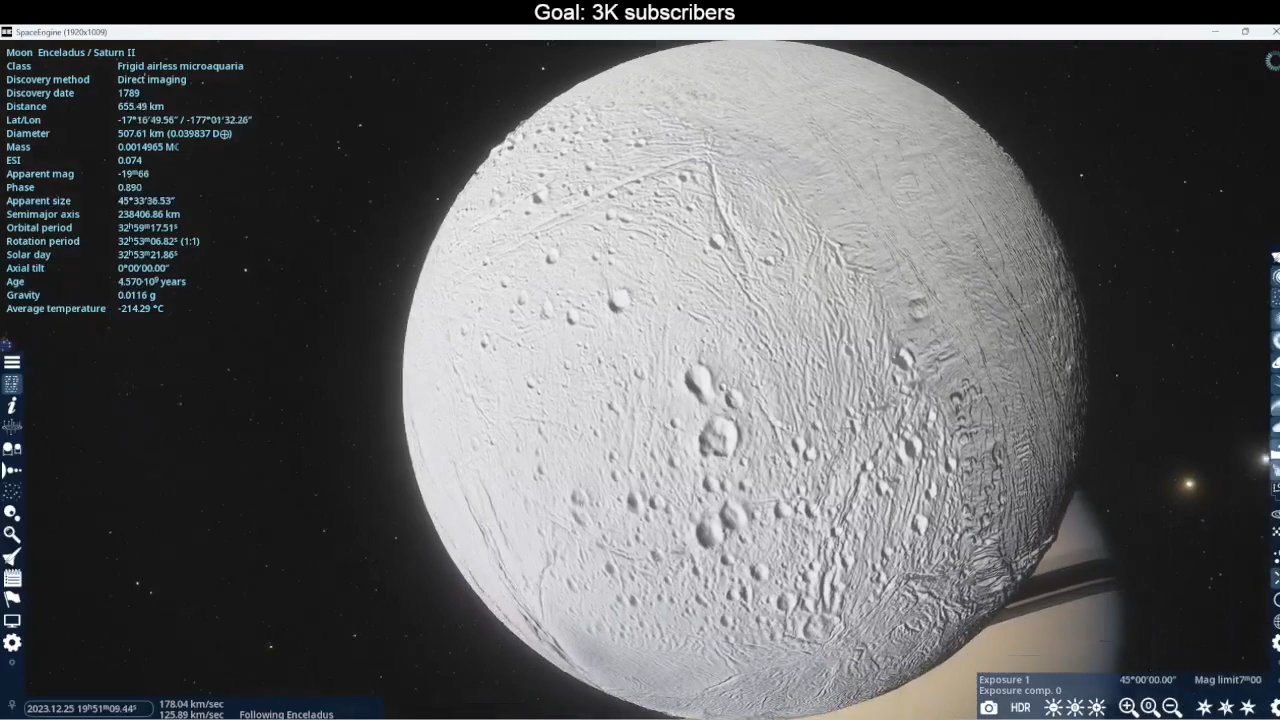 Goal: 3K subscribers
SpaceEngine (1920x1009)
Moon Enceladus / Saturn II
Class Frigid airless microaquaria
Discovery method Direct imaging
Discovery date 1789
Distance 655.49 km
Lat/Lon -17°16'49.56" / -177°01'32.26"
Diameter 507.61 km (0.039837 D⊕)
Mass 0.0014965 M☾
ESI 0.074
Apparent mag -19ᵐ66
Phase 0.890
Apparent size 45°33'36.53"
Semimajor axis 238406.86 km
Orbital period 32ʰ59ᵐ17.51ˢ
Rotation period 32ʰ53ᵐ06.82ˢ (1:1)
Solar day 32ʰ53ᵐ21.86ˢ
Axial tilt 0°00'00.00"
Age 4.570·10⁹ years
Gravity 0.0116 g
Average temperature -214.29 °C
Exposure 1 45°00'00.00" Mag limit 7ᵐ00
Exposure comp. 0
HDR
2023.12.25 19ʰ51ᵐ09.44ˢ 178.04 km/sec
125.89 km/sec Following Enceladus